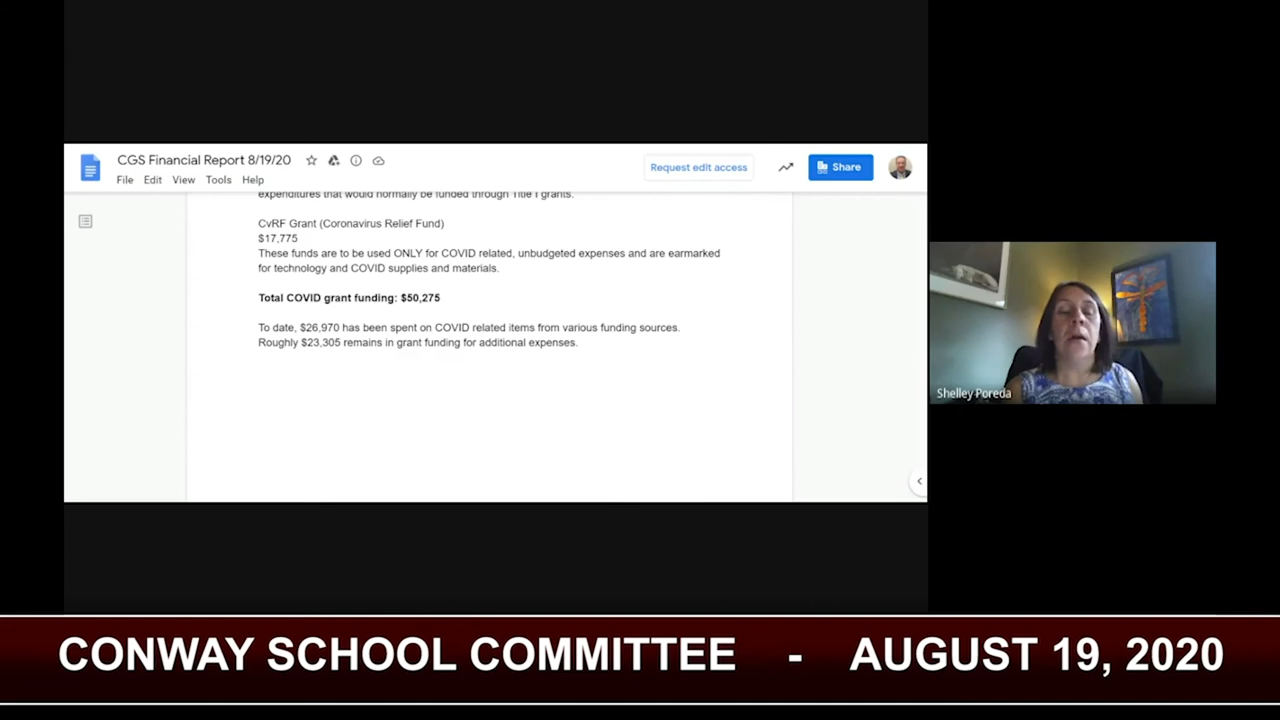 CGS Financial Report 8/19/20
File Edit View Tools Help
Request edit access
Share
expenditures that would normally be funded through Title I grants.
CvRF Grant (Coronavirus Relief Fund)
$17,775
These funds are to be used ONLY for COVID related, unbudgeted expenses and are earmarked
for technology and COVID supplies and materials.
Total COVID grant funding: $50,275
To date, $26,970 has been spent on COVID related items from various funding sources.
Roughly $23,305 remains in grant funding for additional expenses.
Shelley Poreda
CONWAY SCHOOL COMMITTEE - AUGUST 19, 2020